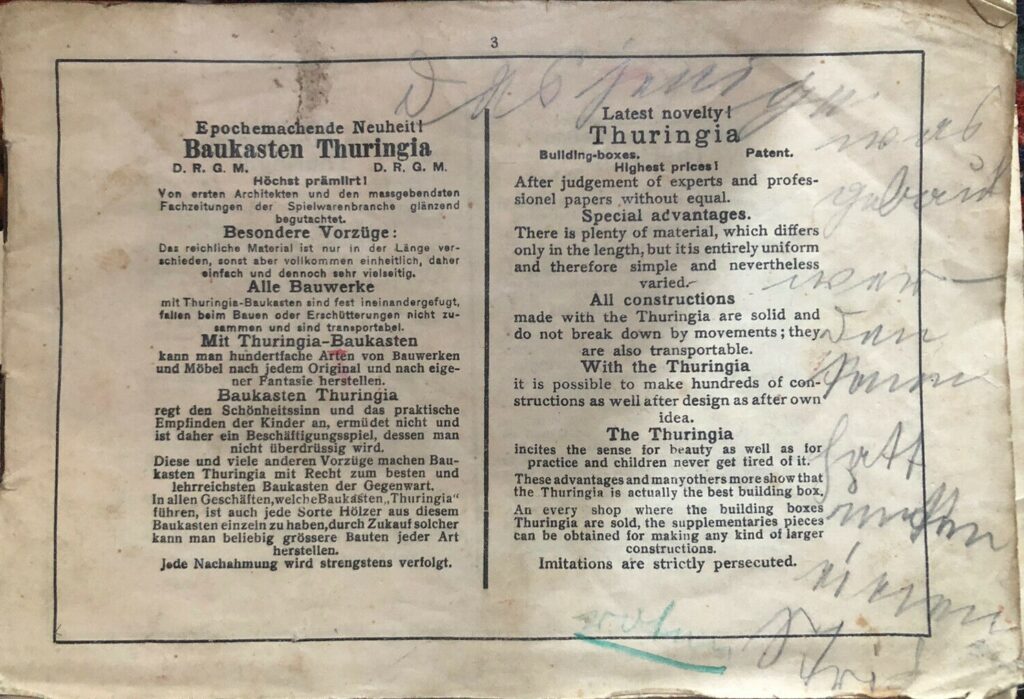 3
Epochemachende Neuheit!
Baukasten Thuringia
D. R. G. M. D. R. G. M.
Höchst prämiirt!
Von ersten Architekten und den massgebendsten
Fachzeitungen der Spielwarenbranche glänzend
begutachtet.
Besondere Vorzüge:
Das reichliche Material ist nur in der Länge ver-
schieden, sonst aber vollkommen einheitlich, daher
einfach und dennoch sehr vielseitig.
Alle Bauwerke
mit Thuringia-Baukasten sind fest ineinandergefugt,
fallen beim Bauen oder Erschütterungen nicht zu-
sammen und sind transportabel.
Mit Thuringia-Baukasten
kann man hundertfache Arten von Bauwerken
und Möbel nach jedem Original und nach eige-
ner Fantasie herstellen.
Baukasten Thuringia
regt den Schönheitssinn und das praktische
Empfinden der Kinder an, ermüdet nicht und
ist daher ein Beschäftigungsspiel, dessen man
nicht überdrüssig wird.
Diese und viele anderen Vorzüge machen Bau-
kasten Thuringia mit Recht zum besten und
lehrreichsten Baukasten der Gegenwart.
In allen Geschäften, welche Baukästen „Thuringia“
führen, ist auch jede Sorte Hölzer aus diesem
Baukasten einzeln zu haben, durch Zukauf solcher
kann man beliebig grössere Bauten jeder Art
herstellen.
Jede Nachahmung wird strengstens verfolgt.
Latest novelty!
Thuringia
Building-boxes. Patent.
Highest prices!
After judgement of experts and profes-
sionel papers without equal.
Special advantages.
There is plenty of material, which differs
only in the length, but it is entirely uniform
and therefore simple and nevertheless
varied.-
All constructions
made with the Thuringia are solid and
do not break down by movements; they
are also transportable.
With the Thuringia
it is possible to make hundreds of con-
structions as well after design as after own
idea.
The Thuringia
incites the sense for beauty as well as for
practice and children never get tired of it.
These advantages and many others more show that
the Thuringia is actually the best building box.
An every shop where the building boxes
Thuringia are sold, the supplementaries pieces
can be obtained for making any kind of larger
constructions.
Imitations are strictly persecuted.
Dasjenige
was
gebaut
wer-
den
einen